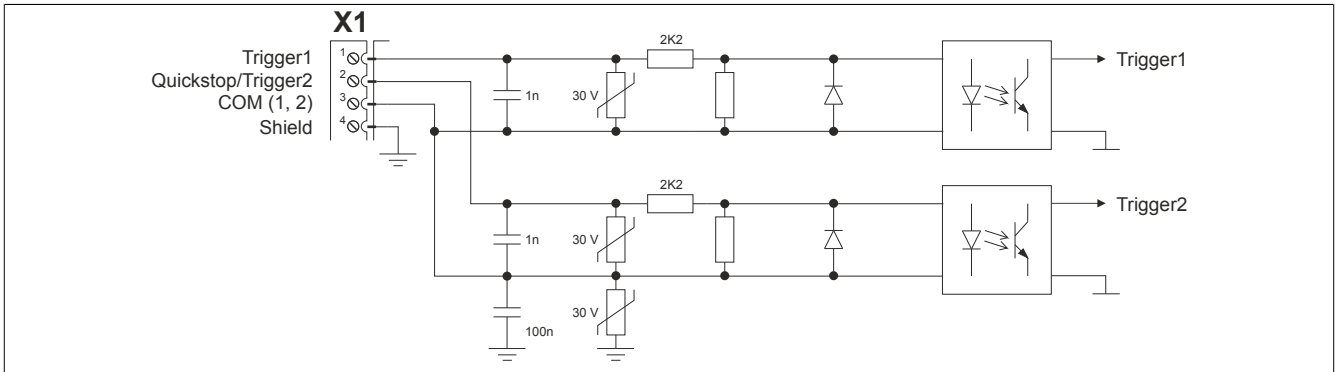 X1
Trigger1
Quickstop/Trigger2
COM (1, 2)
Shield
1
2
3
4
1n
30 V
2K2
Trigger1
1n
30 V
2K2
Trigger2
100n
30 V